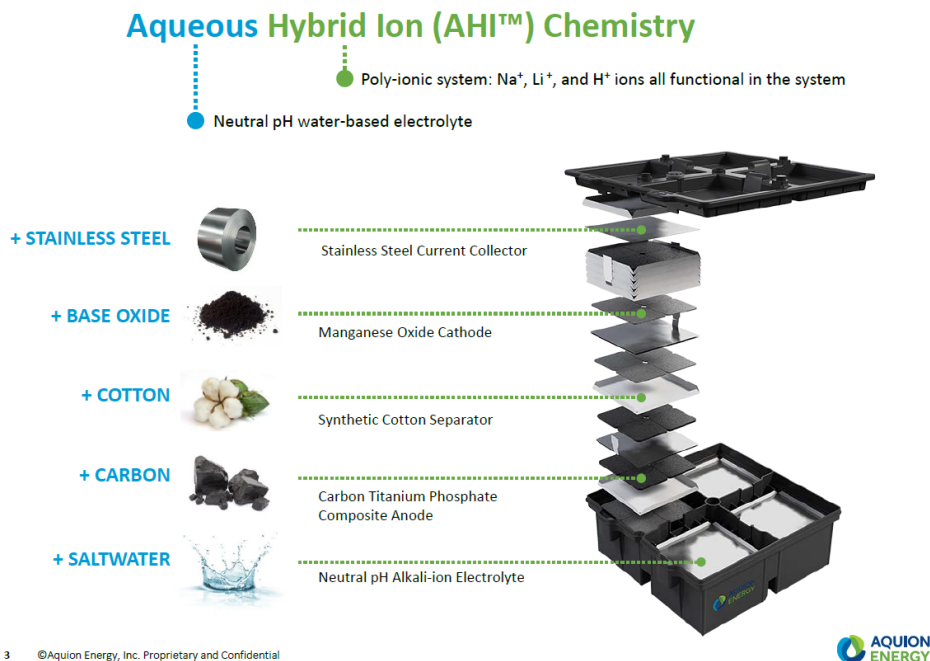 Aqueous Hybrid Ion (AHI™) Chemistry
Poly-ionic system: Na⁺, Li⁺, and H⁺ ions all functional in the system
Neutral pH water-based electrolyte
+ STAINLESS STEEL
Stainless Steel Current Collector
+ BASE OXIDE
Manganese Oxide Cathode
+ COTTON
Synthetic Cotton Separator
+ CARBON
Carbon Titanium Phosphate
Composite Anode
+ SALTWATER
Neutral pH Alkali-ion Electrolyte
AQUION
ENERGY
3 ©Aquion Energy, Inc. Proprietary and Confidential
AQUION
ENERGY